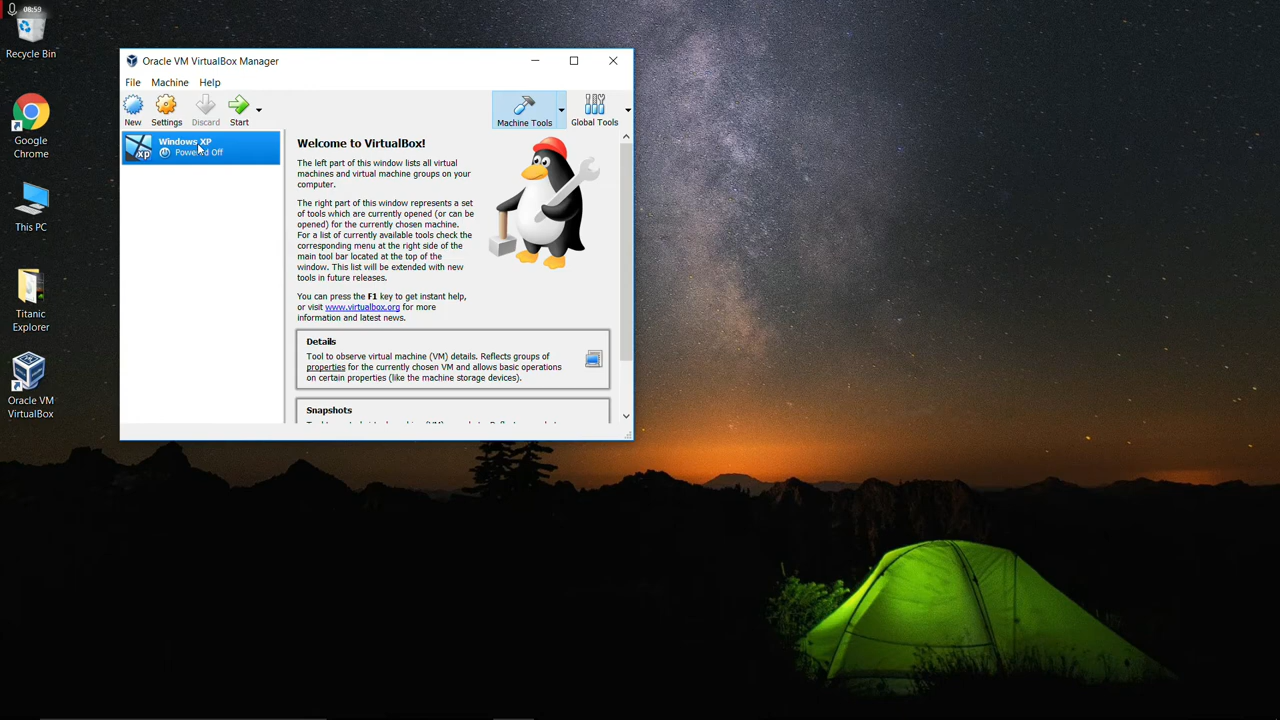 08:59
Recycle Bin
Google
Chrome
This PC
Titanic
Explorer
Oracle VM
VirtualBox
Oracle VM VirtualBox Manager
File Machine Help
New Settings Discard Start Machine Tools Global Tools
Windows XP
Powered Off
xp
Welcome to VirtualBox!
The left part of this window lists all virtual
machines and virtual machine groups on your
computer.
The right part of this window represents a set
of tools which are currently opened (or can be
opened) for the currently chosen machine.
For a list of currently available tools check the
corresponding menu at the right side of the
main tool bar located at the top of the
window. This list will be extended with new
tools in future releases.
You can press the F1 key to get instant help,
or visit www.virtualbox.org for more
information and latest news.
Details
Tool to observe virtual machine (VM) details. Reflects groups of
properties for the currently chosen VM and allows basic operations
on certain properties (like the machine storage devices).
Snapshots